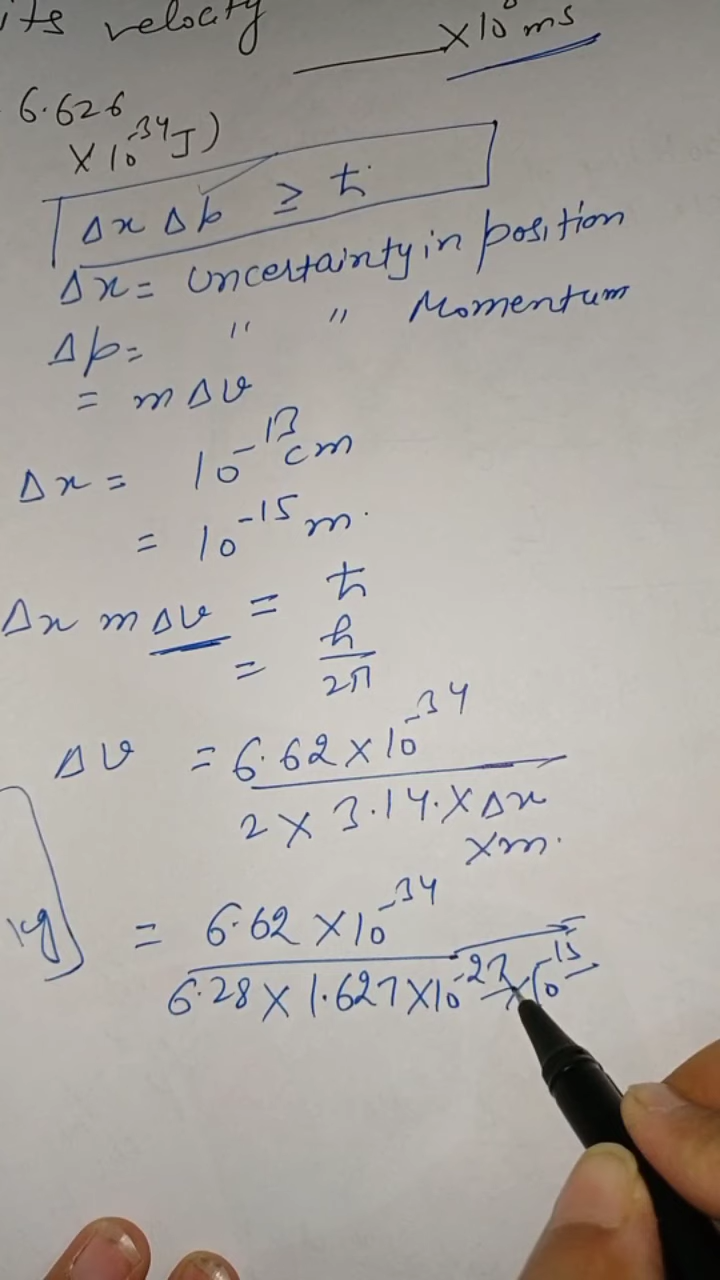 its velocity
____ ×10 ms
6.626
×10⁻³⁴J)
Δx Δp ≥ ħ
Δx = Uncertainty in position
Δp = " " Momentum
= mΔv
Δx = 10⁻¹³ cm
= 10⁻¹⁵ m.
Δx mΔv = ħ
= h/2π
Δv = 6.62×10⁻³⁴
2×3.14×Δx
×m.
kg) = 6.62×10⁻³⁴
6.28×1.627×10⁻²⁷×10⁻¹⁵